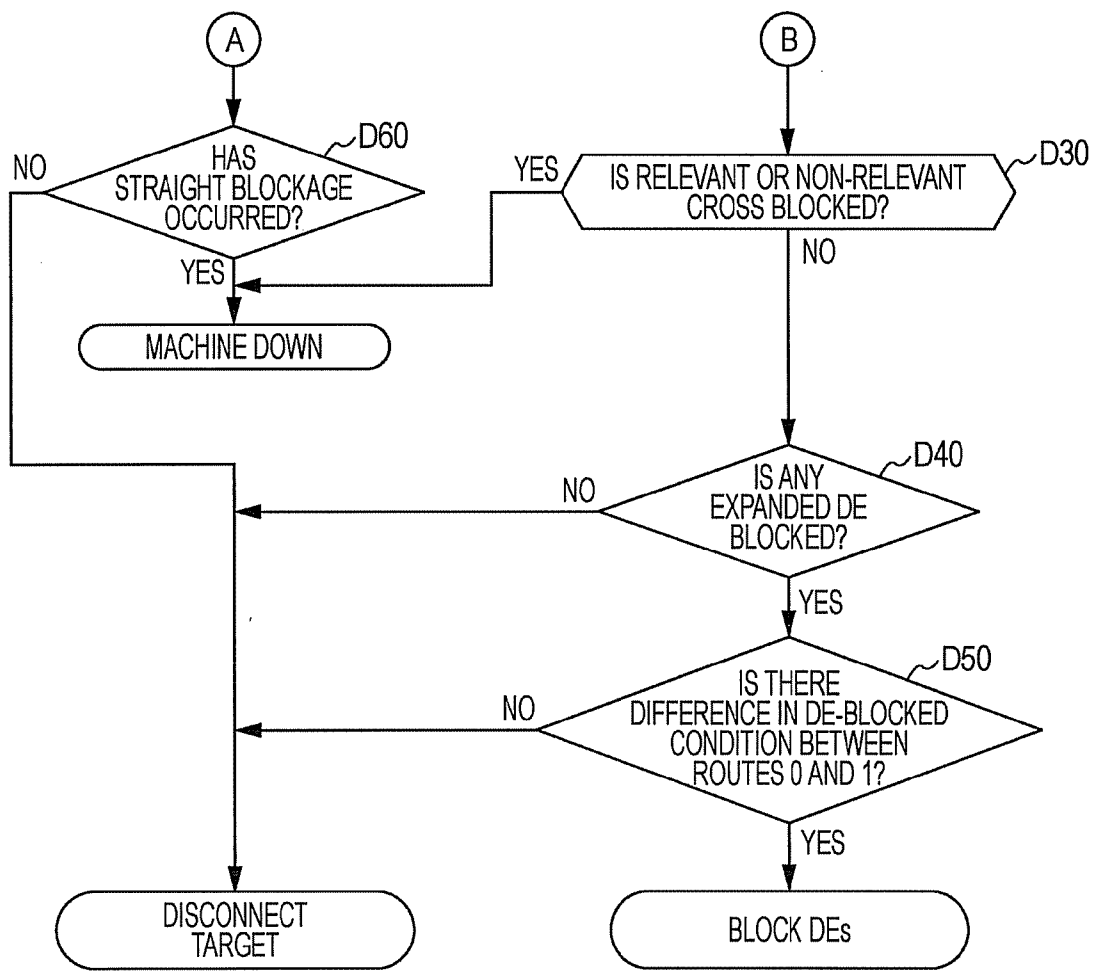 A
B
D60
HAS
STRAIGHT BLOCKAGE
OCCURRED?
NO
YES
D30
IS RELEVANT OR NON-RELEVANT
CROSS BLOCKED?
YES
NO
MACHINE DOWN
D40
IS ANY
EXPANDED DE
BLOCKED?
NO
YES
D50
IS THERE
DIFFERENCE IN DE-BLOCKED
CONDITION BETWEEN
ROUTES 0 AND 1?
NO
YES
DISCONNECT
TARGET
BLOCK DEs